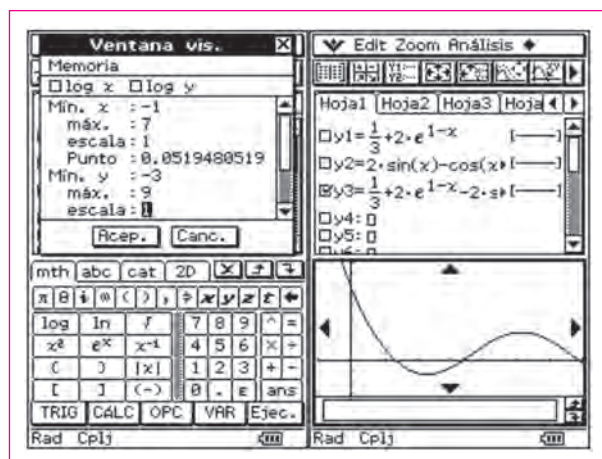 Ventana vis.
Memoria
log x log y
Mín. x :-1
máx. :7
escala:1
Punto :0.0519480519
Mín. y :-3
máx. :9
escala:1
Acep. Canc.
mth abc cat 2D
π θ i ∞ ( ) , ⇒ x y z t ←
log ln √ 7 8 9 ^ =
x² eˣ x⁻¹ 4 5 6 × ÷
( ) |x| 1 2 3 + -
[ ] (-) 0 . E ans
TRIG CALC OPC VAR Ejec.
Rad Cplj
Edit Zoom Análisis
Hoja1 Hoja2 Hoja3 Hoja
y1=1/3+2·e^1-x
y2=2·sin(x)-cos(x
y3=1/3+2·e^1-x-2·s
y4:
y5:
Rad Cplj